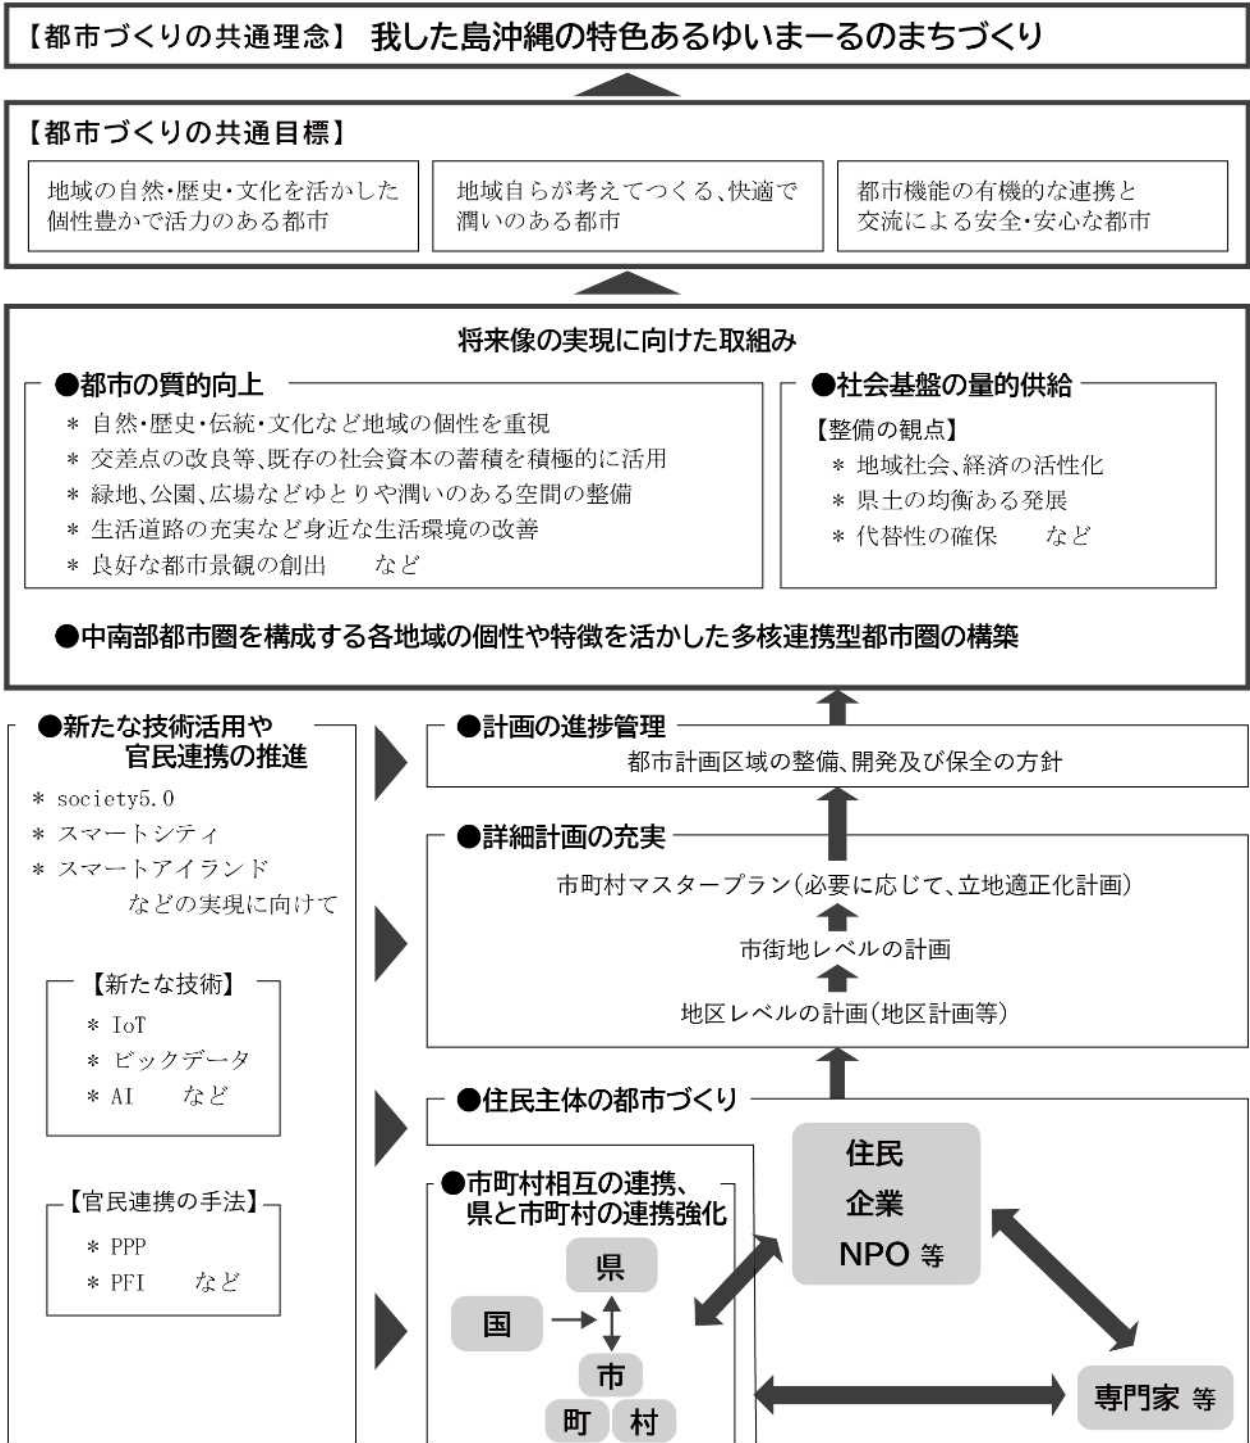 【都市づくりの共通理念】 我した島沖縄の特色あるゆいまーるのまちづくり
【都市づくりの共通目標】
地域の自然・歴史・文化を活かした
個性豊かで活力のある都市
地域自らが考えてつくる、快適で
潤いのある都市
都市機能の有機的な連携と
交流による安全・安心な都市
将来像の実現に向けた取組み
●都市の質的向上
* 自然・歴史・伝統・文化など地域の個性を重視
* 交差点の改良等、既存の社会資本の蓄積を積極的に活用
* 緑地、公園、広場などゆとりや潤いのある空間の整備
* 生活道路の充実など身近な生活環境の改善
* 良好な都市景観の創出 など
●社会基盤の量的供給
【整備の観点】
* 地域社会、経済の活性化
* 県土の均衡ある発展
* 代替性の確保 など
●中南部都市圏を構成する各地域の個性や特徴を活かした多核連携型都市圏の構築
●新たな技術活用や
官民連携の推進
* society5.0
* スマートシティ
* スマートアイランド
などの実現に向けて
【新たな技術】
* IoT
* ビックデータ
* AI など
【官民連携の手法】
* PPP
* PFI など
●計画の進捗管理
都市計画区域の整備、開発及び保全の方針
●詳細計画の充実
市町村マスタープラン(必要に応じて、立地適正化計画)
市街地レベルの計画
地区レベルの計画(地区計画等)
●住民主体の都市づくり
住民
企業
NPO 等
●市町村相互の連携、
県と市町村の連携強化
県
国
市
町 村
専門家 等